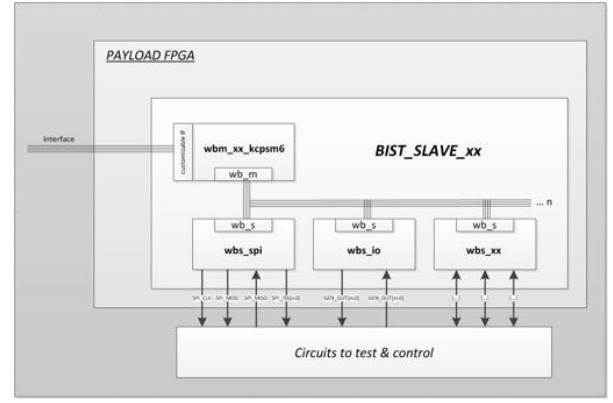 PAYLOAD FPGA
Interface
customizable IF
wbm_xx_kcpsm6
wb_m
BIST_SLAVE_xx
... n
wb_s
wbs_spi
wb_s
wbs_io
wb_s
wbs_xx
SPI_CLK
SPI_MOSI
SPI_MISO
GEN_OUT[n:0]
GEN_OUT[n:0]
[...]
[...]
[...]
Circuits to test & control